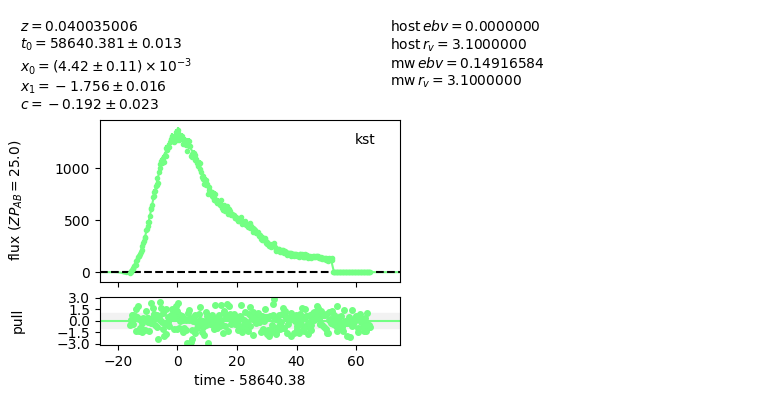 z = 0.040035006
t₀ = 58640.381 ± 0.013
x₀ = (4.42 ± 0.11) × 10⁻³
x₁ = − 1.756 ± 0.016
c = − 0.192 ± 0.023
host ebv = 0.0000000
host r_v = 3.1000000
mw ebv = 0.14916584
mw r_v = 3.1000000
kst
flux (ZP_AB = 25.0)
1000
500
0
pull
3.0
1.5
0
−1.5
−3.0
−20
0
20
40
60
time - 58640.38